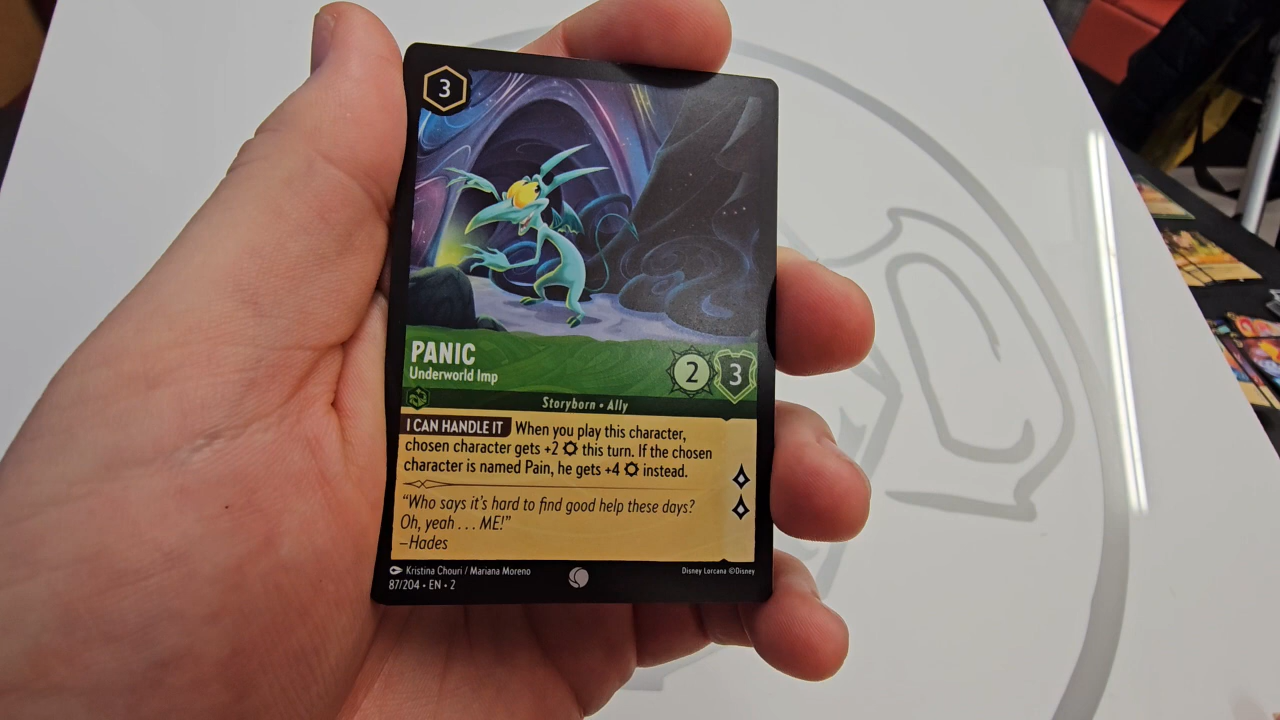 3
PANIC
Underworld Imp
2 3
Storyborn • Ally
I CAN HANDLE IT When you play this character,
chosen character gets +2 this turn. If the chosen
character is named Pain, he gets +4 instead.
“Who says it’s hard to find good help these days?
Oh, yeah . . . ME!”
–Hades
Kristina Chouri / Mariana Moreno
Disney Lorcana ©Disney
87/204 • EN • 2